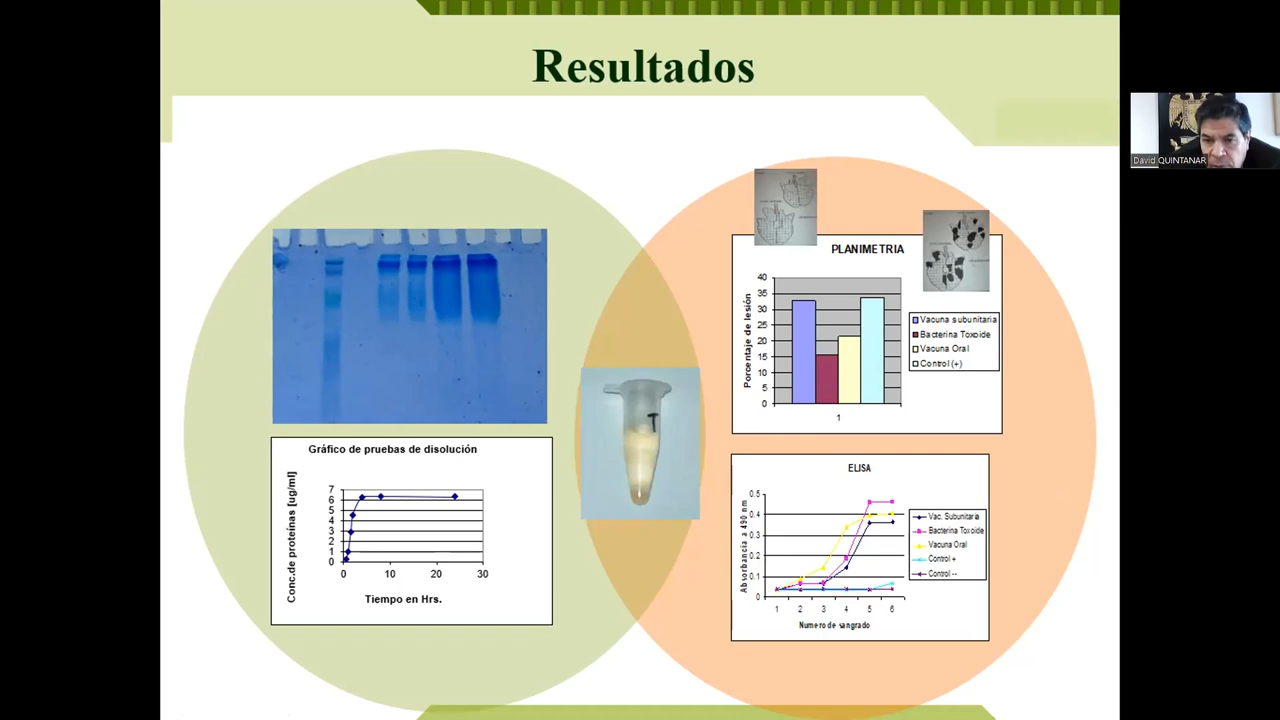 Resultados
David QUINTANAR
PLANIMETRIA
Porcentaje de lesión
40
35
30
25
20
15
10
5
0
1
Vacuna subunitaria
Bacterina Toxoide
Vacuna Oral
Control (+)
T
Gráfico de pruebas de disolución
Conc.de proteínas [ug/ml]
7
6
5
4
3
2
1
0
0 10 20 30
Tiempo en Hrs.
ELISA
Absorbancia a 490 nm
0.5
0.4
0.3
0.2
0.1
0
1 2 3 4 5 6
Numero de sangrado
Vac. Subunitaria
Bacterina Toxoide
Vacuna Oral
Control +
Control --